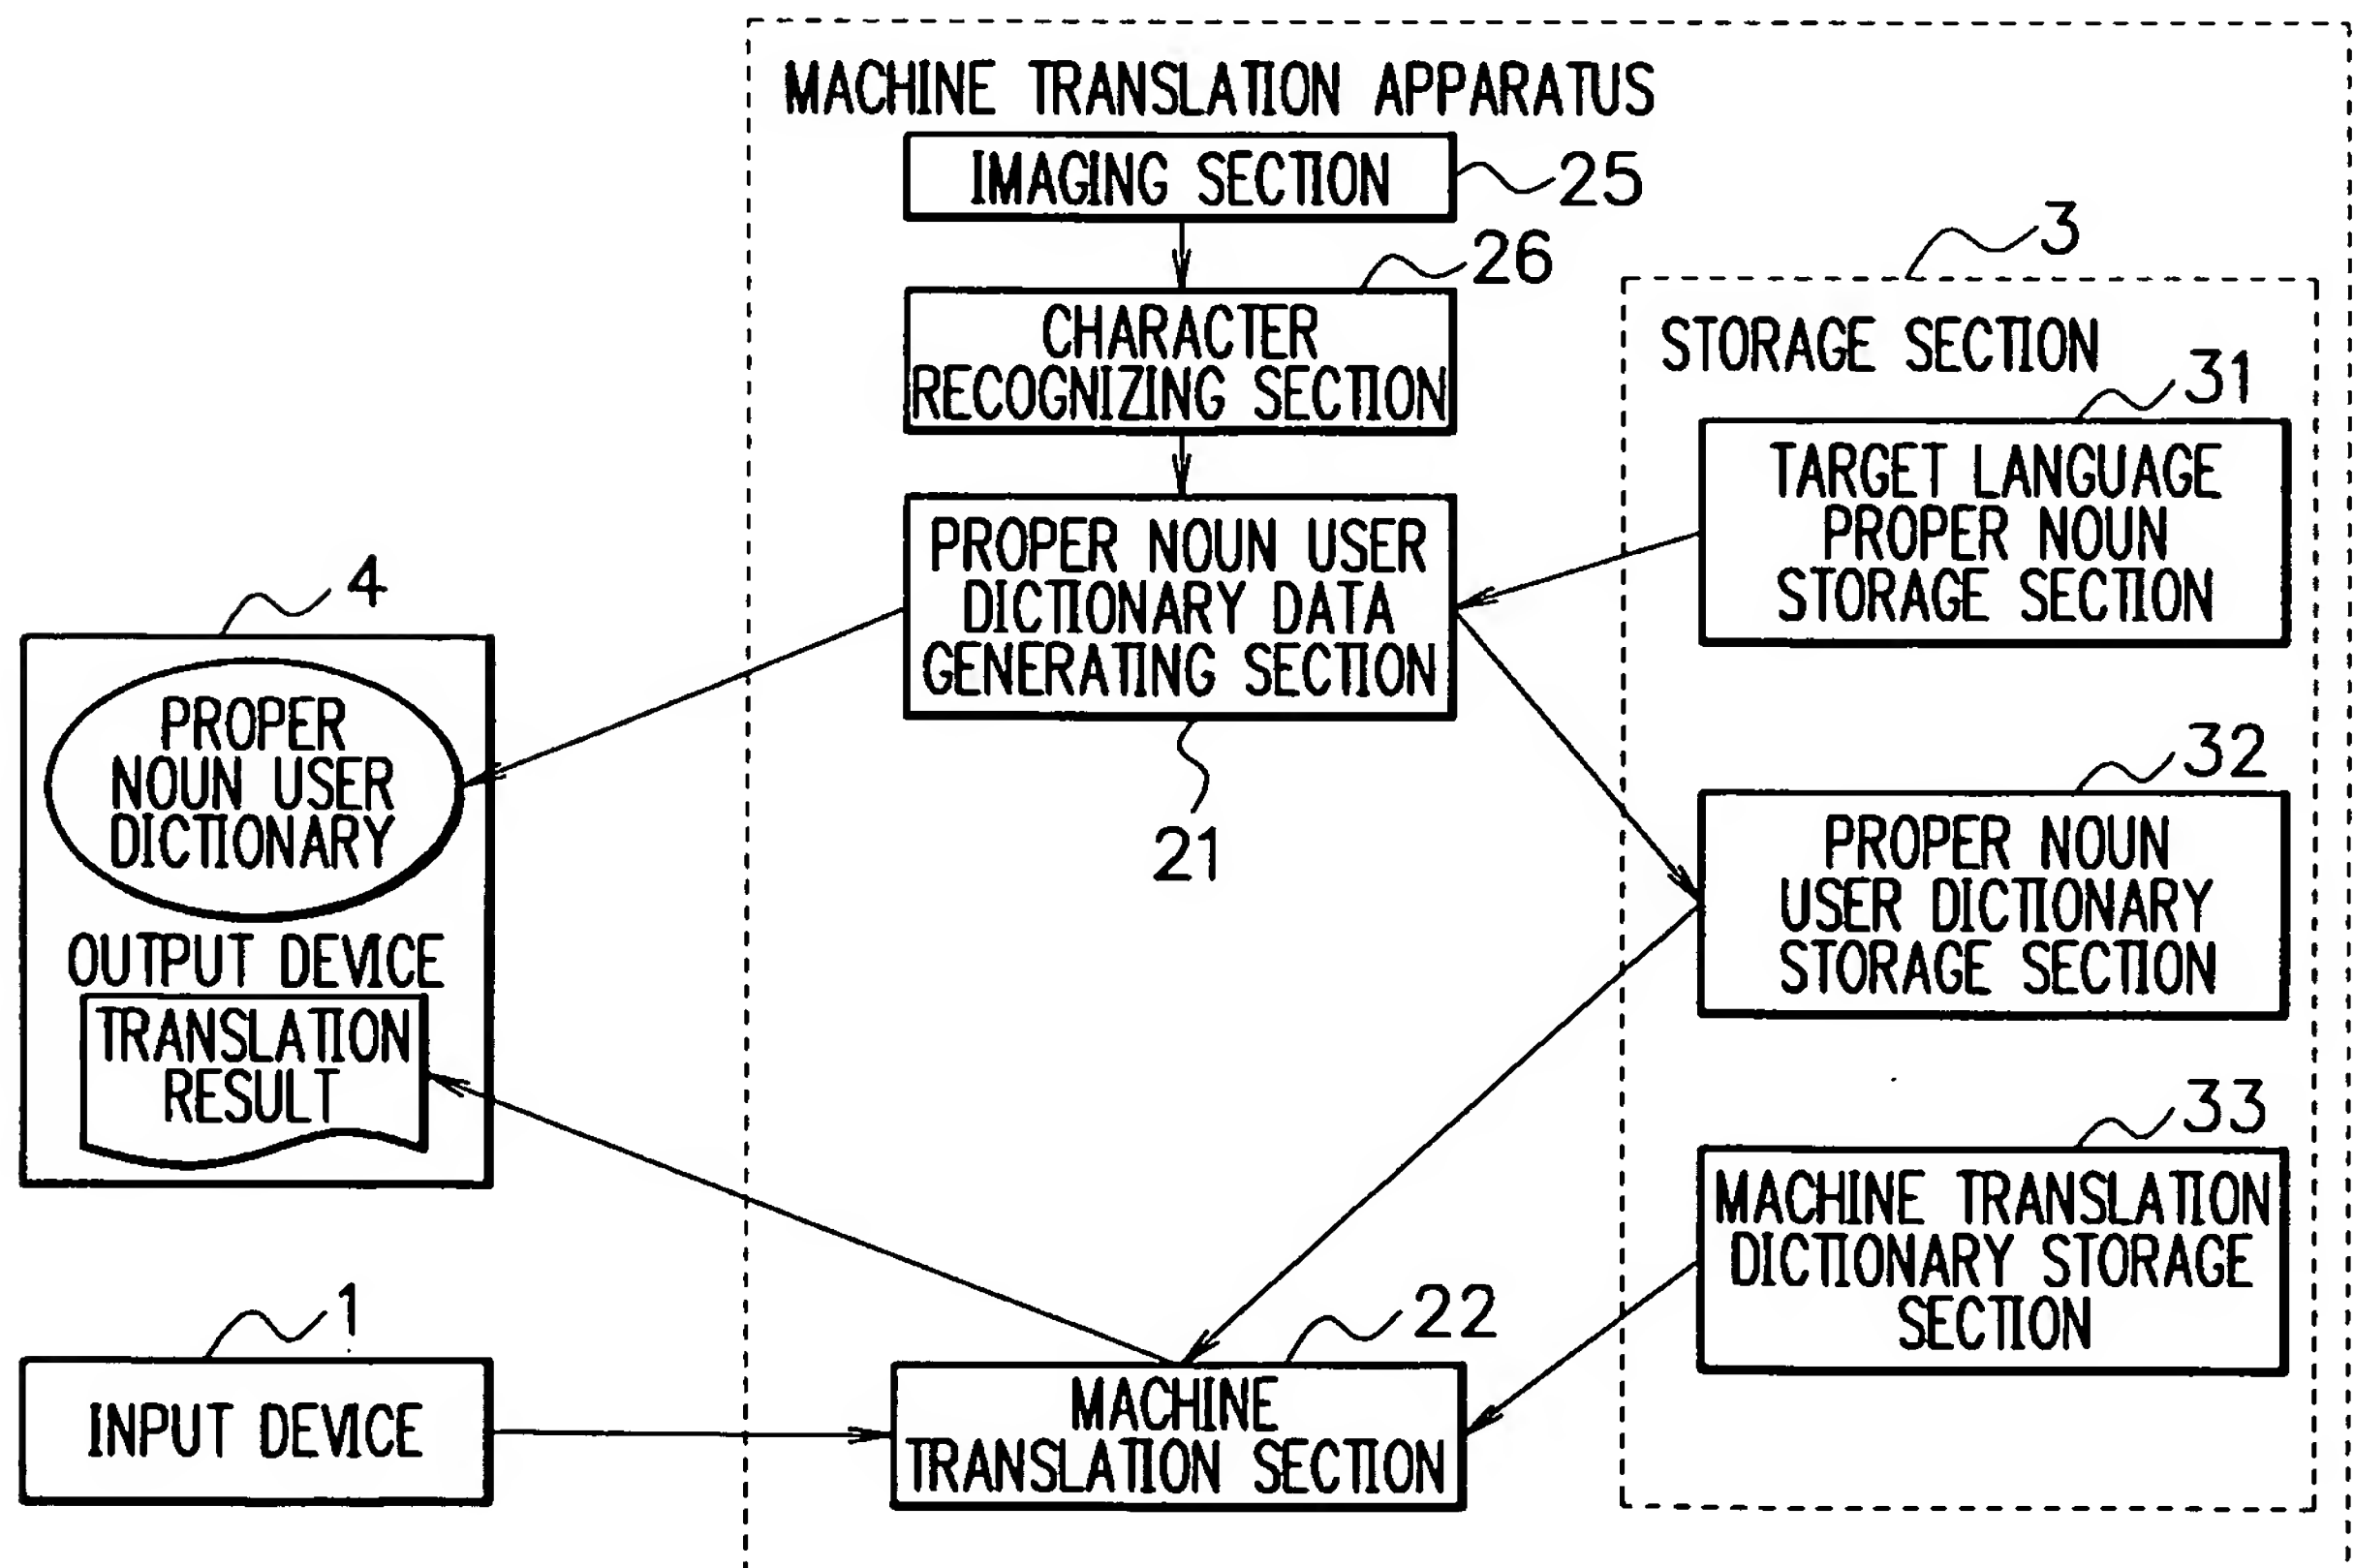 MACHINE TRANSLATION APPARATUS
IMAGING SECTION
25
26
CHARACTER
RECOGNIZING SECTION
3
STORAGE SECTION
31
TARGET LANGUAGE
PROPER NOUN
STORAGE SECTION
PROPER NOUN USER
DICTIONARY DATA
GENERATING SECTION
21
4
PROPER
NOUN USER
DICTIONARY
OUTPUT DEVICE
TRANSLATION
RESULT
32
PROPER NOUN
USER DICTIONARY
STORAGE SECTION
33
MACHINE TRANSLATION
DICTIONARY STORAGE
SECTION
1
INPUT DEVICE
22
MACHINE
TRANSLATION SECTION